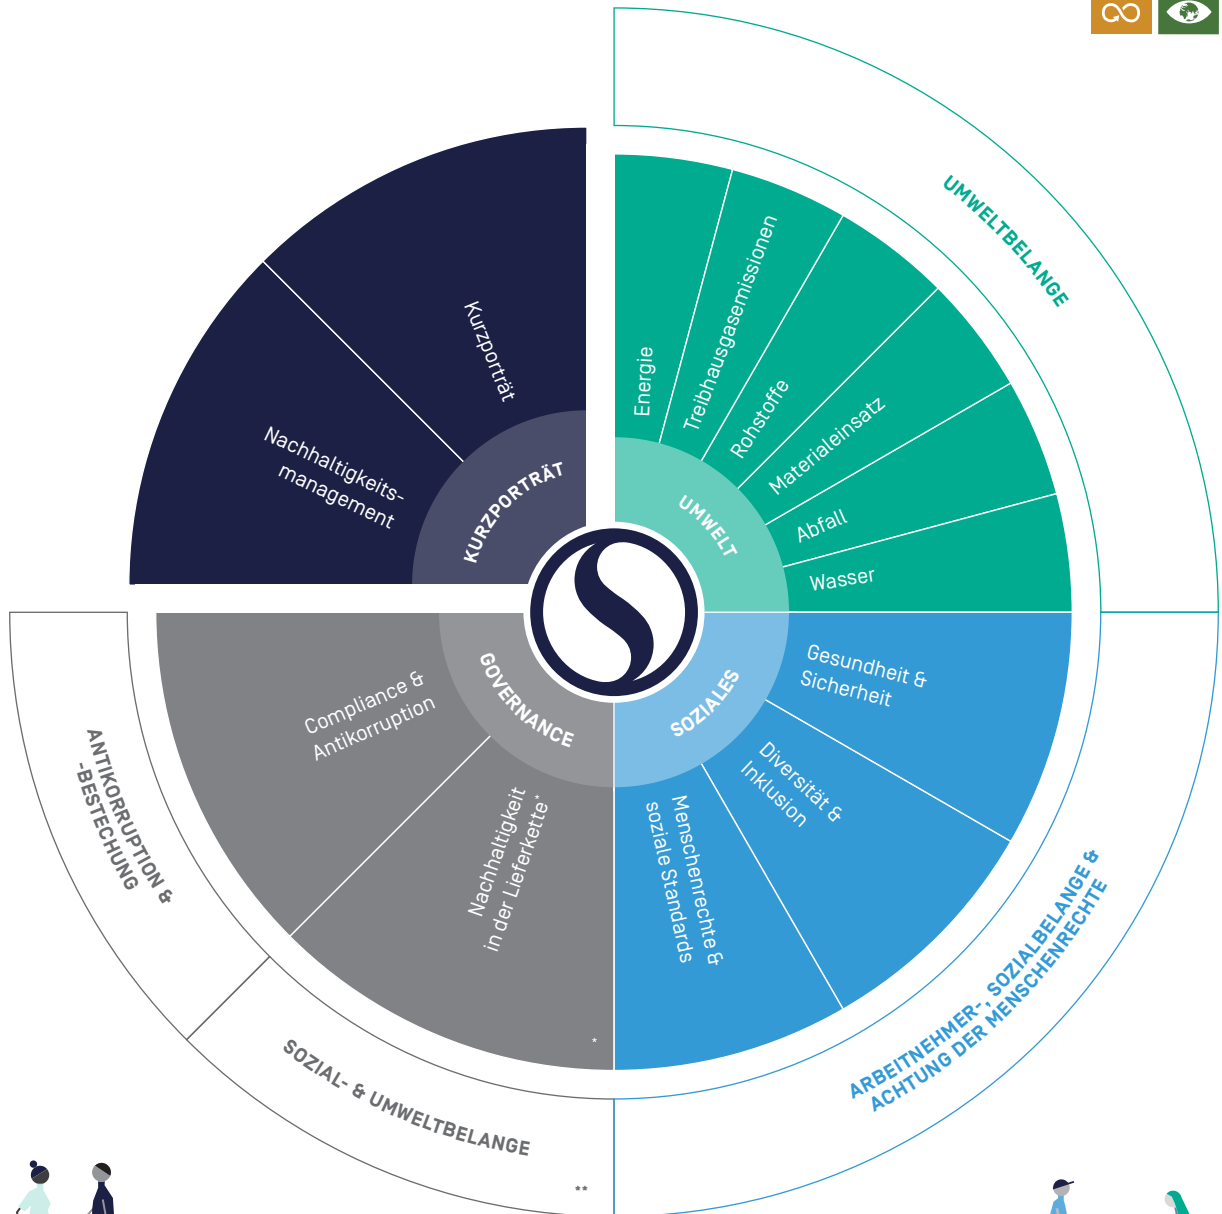 UMWELTBELANGE
Energie
Treibhausgasemissionen
Rohstoffe
Materialeinsatz
Abfall
Wasser
UMWELT
Kurzporträt
Nachhaltigkeits-
management
KURZPORTRÄT
Gesundheit &
Sicherheit
Diversität &
Inklusion
Menschenrechte &
soziale Standards
SOZIALES
ARBEITNEHMER-, SOZIALBELANGE &
ACHTUNG DER MENSCHENRECHTE
GOVERNANCE
Compliance &
Antikorruption
Nachhaltigkeit
in der Lieferkette*
*
ANTIKORRUPTION &
-BESTECHUNG
SOZIAL- & UMWELTBELANGE
**